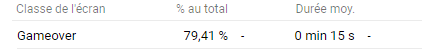 Classe de l'écran % au total Durée moy.
Gameover 79,41 % - 0 min 15 s -